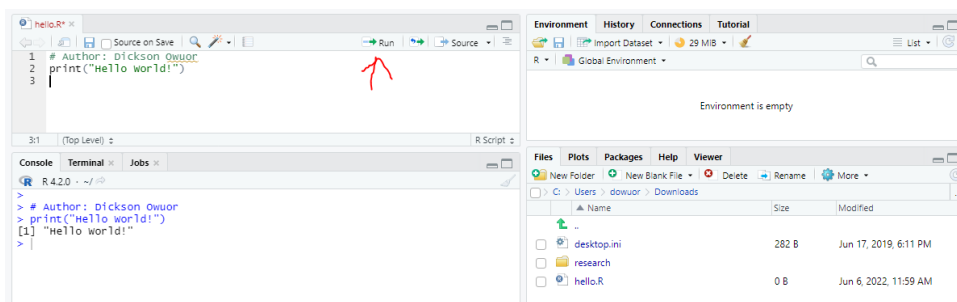 hello.R*
Source on Save
Run
Source
1 # Author: Dickson Owuor
2 print("Hello World!")
3
3:1 (Top Level) R Script
Console Terminal Jobs
R 4.2.0 · ~/
>
> # Author: Dickson Owuor
> print("Hello World!")
[1] "Hello World!"
>
Environment History Connections Tutorial
Import Dataset 29 MiB List
R Global Environment
Environment is empty
Files Plots Packages Help Viewer
New Folder New Blank File Delete Rename More
C: > Users > dowuor > Downloads
Name Size Modified
..
desktop.ini 282 B Jun 17, 2019, 6:11 PM
research
hello.R 0 B Jun 6, 2022, 11:59 AM